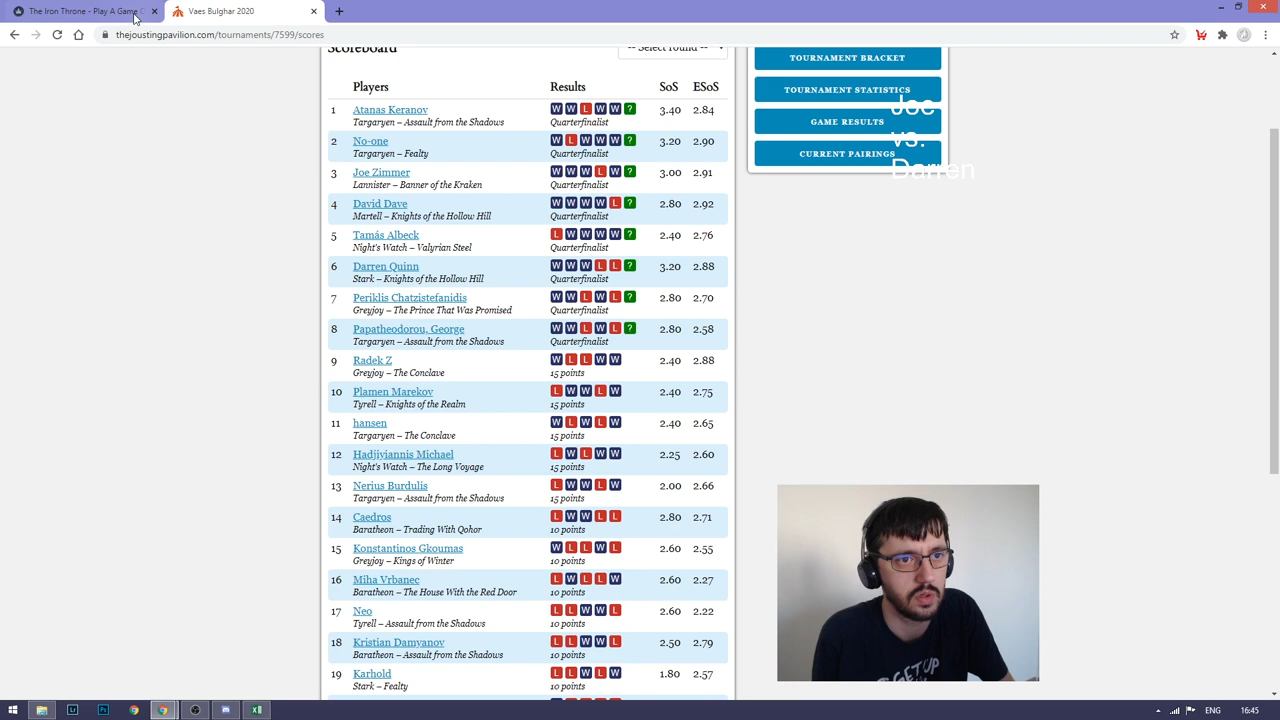 The Iron Throne - Play A Game O
Vaes Bulghar 2020
thejoustingpavilion.com/tournaments/7599/scores
Scoreboard
-- Select round --
Players Results SoS ESoS
1 Atanas Keranov W W L W W ? 3.40 2.84
Targaryen – Assault from the Shadows Quarterfinalist
2 No-one W L W W W ? 3.20 2.90
Targaryen – Fealty Quarterfinalist
3 Joe Zimmer W W W L W ? 3.00 2.91
Lannister – Banner of the Kraken Quarterfinalist
4 David Dave W W W W L ? 2.80 2.92
Martell – Knights of the Hollow Hill Quarterfinalist
5 Tamás Albeck L W W W W ? 2.40 2.76
Night's Watch – Valyrian Steel Quarterfinalist
6 Darren Quinn W W W L L ? 3.20 2.88
Stark – Knights of the Hollow Hill Quarterfinalist
7 Periklis Chatzistefanidis W W L W L ? 2.80 2.70
Greyjoy – The Prince That Was Promised Quarterfinalist
8 Papatheodorou, George W W L W L ? 2.80 2.58
Targaryen – Assault from the Shadows Quarterfinalist
9 Radek Z W L L W W 2.40 2.88
Greyjoy – The Conclave 15 points
10 Plamen Marekov L W W L W 2.40 2.75
Tyrell – Knights of the Realm 15 points
11 hansen W L W L W 2.40 2.65
Targaryen – The Conclave 15 points
12 Hadjiyiannis Michael L W L W W 2.25 2.60
Night's Watch – The Long Voyage 15 points
13 Nerius Burdulis L W W L W 2.00 2.66
Targaryen – Assault from the Shadows 15 points
14 Caedros L W W L L 2.80 2.71
Baratheon – Trading With Qohor 10 points
15 Konstantinos Gkoumas W L L W L 2.60 2.55
Greyjoy – Kings of Winter 10 points
16 Miha Vrbanec L W L L W 2.60 2.27
Baratheon – The House With the Red Door 10 points
17 Neo L L W W L 2.60 2.22
Tyrell – Assault from the Shadows 10 points
18 Kristian Damyanov L L W W L 2.50 2.79
Baratheon – Assault from the Shadows 10 points
19 Karhold L L W L W 1.80 2.57
Stark – Fealty 10 points
TOURNAMENT BRACKET
TOURNAMENT STATISTICS
GAME RESULTS
CURRENT PAIRINGS
Joe
vs.
Darren
GET UP
Lr
Ps
ENG
16:45